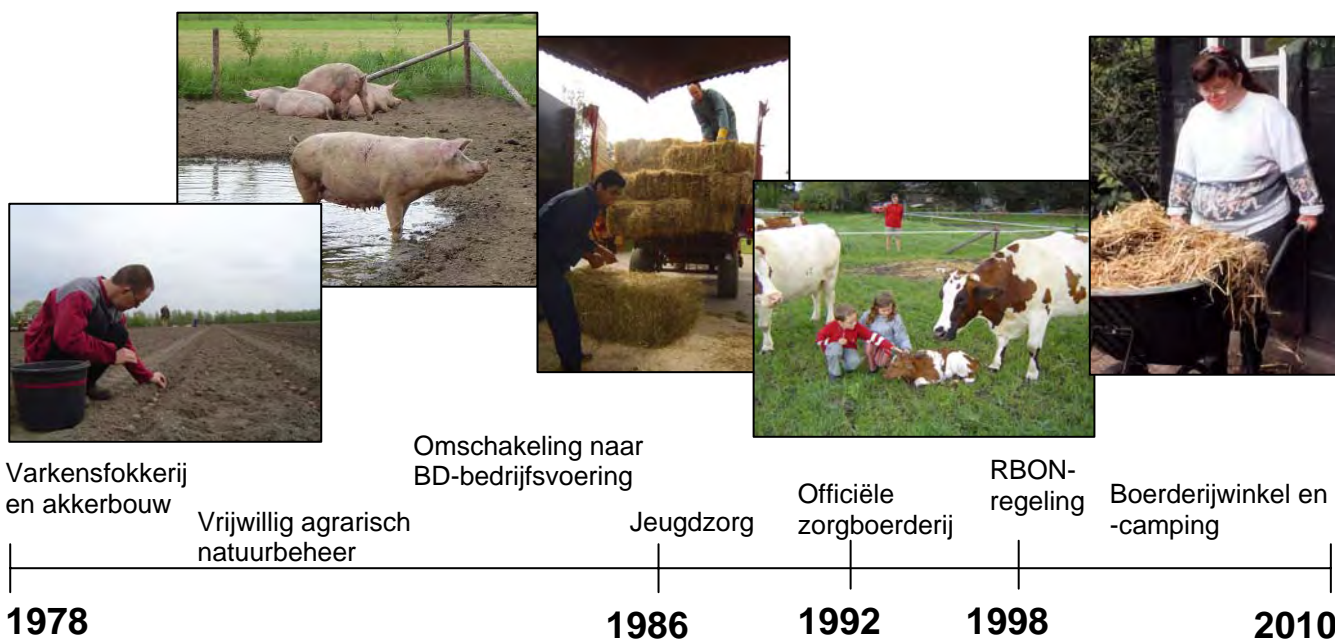 Varkensfokkerij
en akkerbouw
Vrijwillig agrarisch
natuurbeheer
Omschakeling naar
BD-bedrijfsvoering
Jeugdzorg
Officiële
zorgboerderij
RBON-
regeling
Boerderijwinkel en
-camping
1978
1986
1992
1998
2010